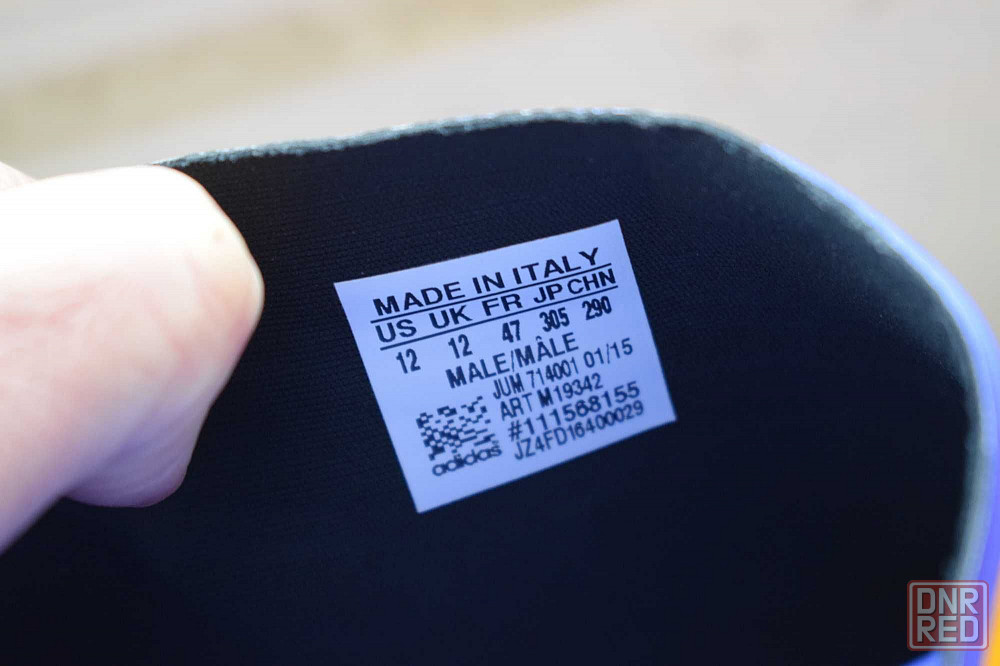 MADE IN ITALY
US UK FR JP CHN
12 12 47 305 290
MALE/MÂLE
JUM 714001 01/15
ART M19342
#111568155
JZ4FD16400029
adidas
DNR
RED